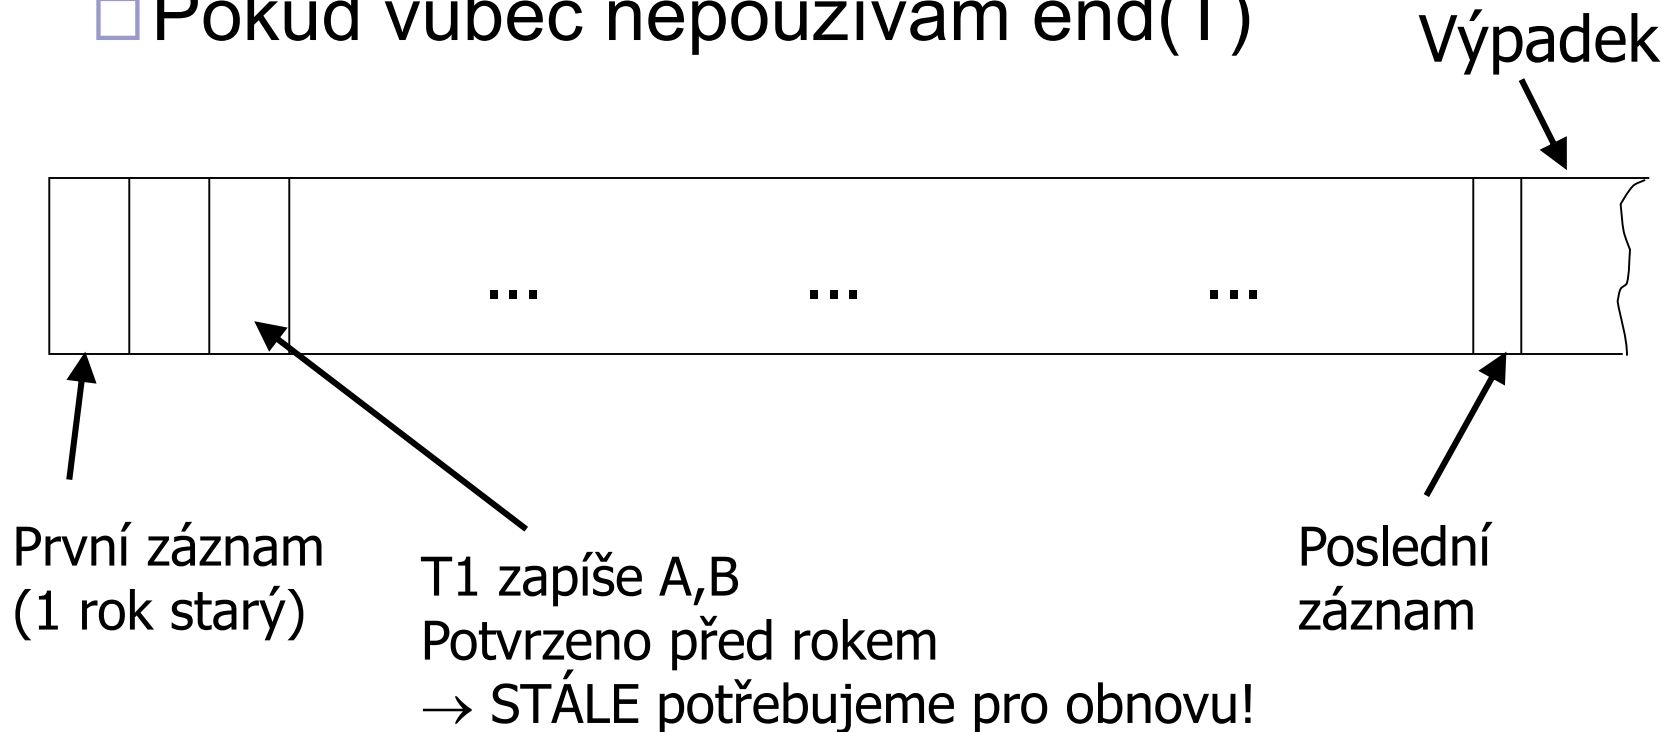 Pokud vůbec nepoužívám end(T)
Výpadek
... ... ...
První záznam
(1 rok starý)
T1 zapíše A,B
Potvrzeno před rokem
→ STÁLE potřebujeme pro obnovu!
Poslední
záznam